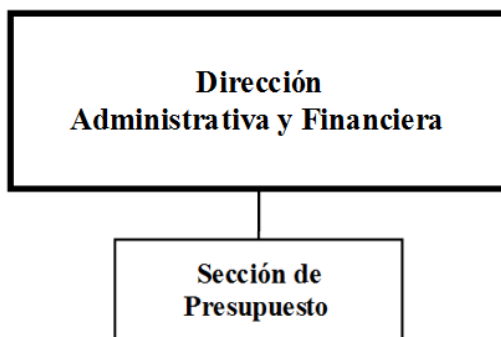 Dirección
Administrativa y Financiera
Sección de
Presupuesto